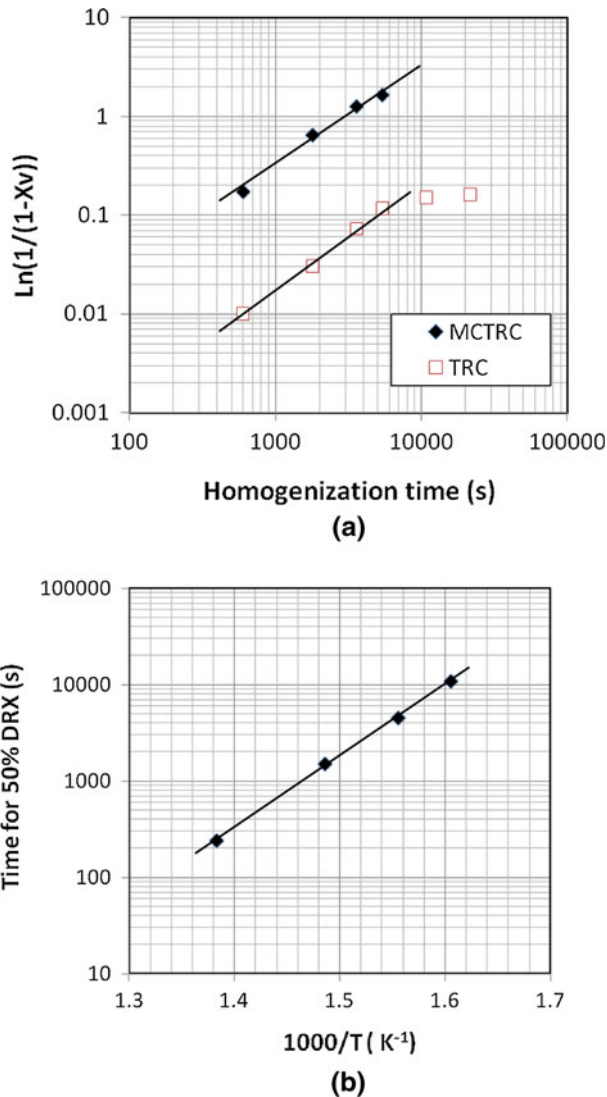 10
1
0.1
0.01
0.001
Ln(1/(1-Xv))
MCTRC
TRC
100 1000 10000 100000
Homogenization time (s)
(a)
100000
10000
1000
100
10
Time for 50% DRX (s)
1.3 1.4 1.5 1.6 1.7
1000/T ( K⁻¹)
(b)